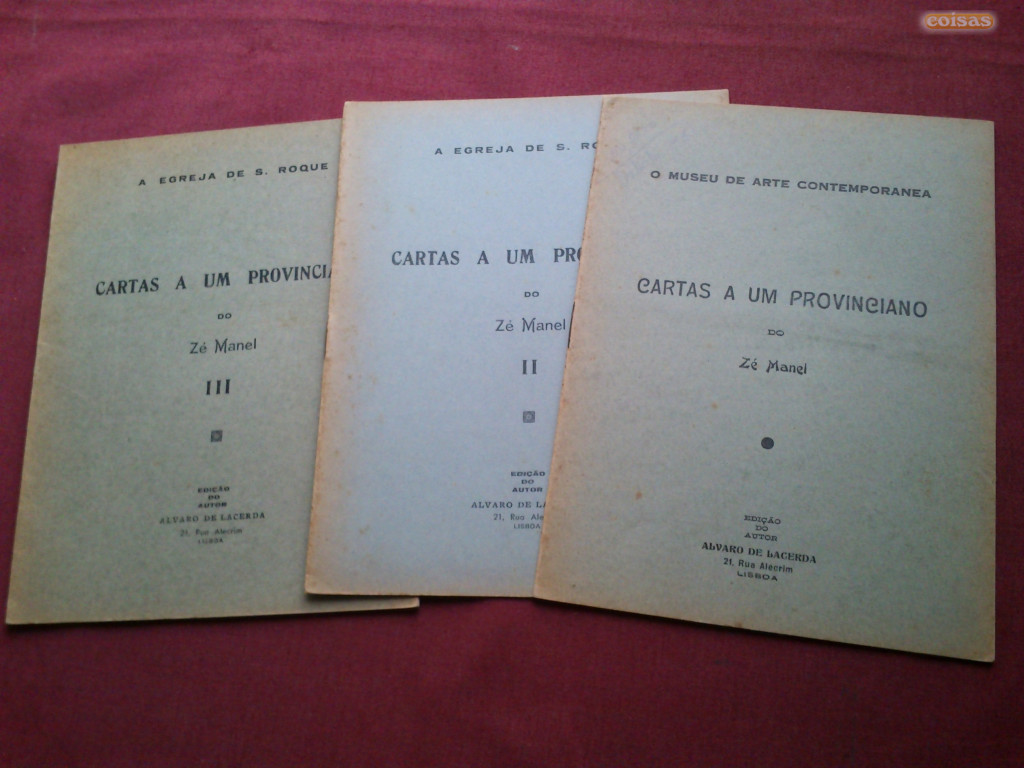 coisas
A EGREJA DE S. ROQUE
CARTAS A UM PROVINCIA
DO
Zé Manel
III
EDIÇÃO
DO
AUTOR
ALVARO DE LACERDA
21, Rua Alecrim
LISBOA
A EGREJA DE S. RO
CARTAS A UM PRO
DO
Zé Manel
II
EDIÇÃO
DO
AUTOR
ALVARO DE LA
21, Rua Ale
LISBOA
O MUSEU DE ARTE CONTEMPORANEA
CARTAS A UM PROVINCIANO
DO
Zé Manel
EDIÇÃO
DO
AUTOR
ALVARO DE LACERDA
21, Rua Alecrim
LISBOA